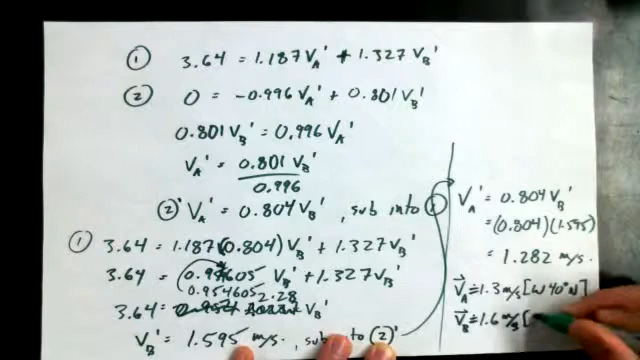 ① 3.64 = 1.187 V_A' + 1.327 V_B'
② 0 = -0.996 V_A' + 0.801 V_B'
0.801 V_B' = 0.996 V_A'
V_A' = 0.801 V_B'
0.996
②' V_A' = 0.804 V_B' , sub into ①
① 3.64 = 1.187(0.804) V_B' + 1.327 V_B'
3.64 = 0.954605 V_B' + 1.327 V_B'
0.954605 2.28
3.64 = V_B'
V_B' = 1.595 m/s, sub into ②'
V_A' = 0.804 V_B'
= (0.804)(1.595)
= 1.282 m/s.
V_A = 1.3 m/s [W 40° N]
V_B = 1.6 m/s [